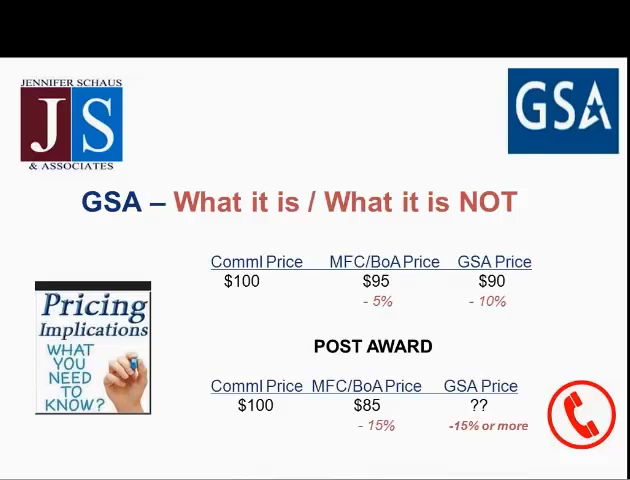 JENNIFER SCHAUS
JS
& ASSOCIATES
GSA
GSA – What it is / What it is NOT
Comml Price MFC/BoA Price GSA Price
$100 $95 $90
- 5% - 10%
Pricing
Implications
WHAT
YOU
NEED
TO
KNOW?
POST AWARD
Comml Price MFC/BoA Price GSA Price
$100 $85 ??
- 15% -15% or more